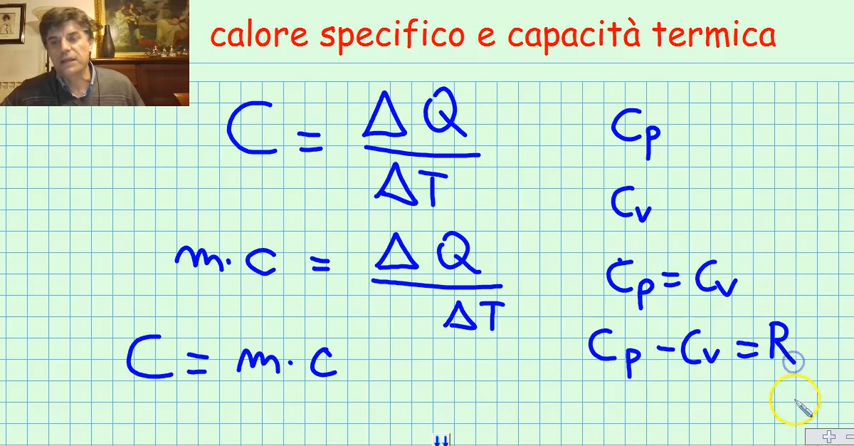 calore specifico e capacità termica
C = ΔQ
ΔT
m·c = ΔQ
ΔT
C = m·c
Cp
Cv
Cp = Cv
Cp - Cv = R